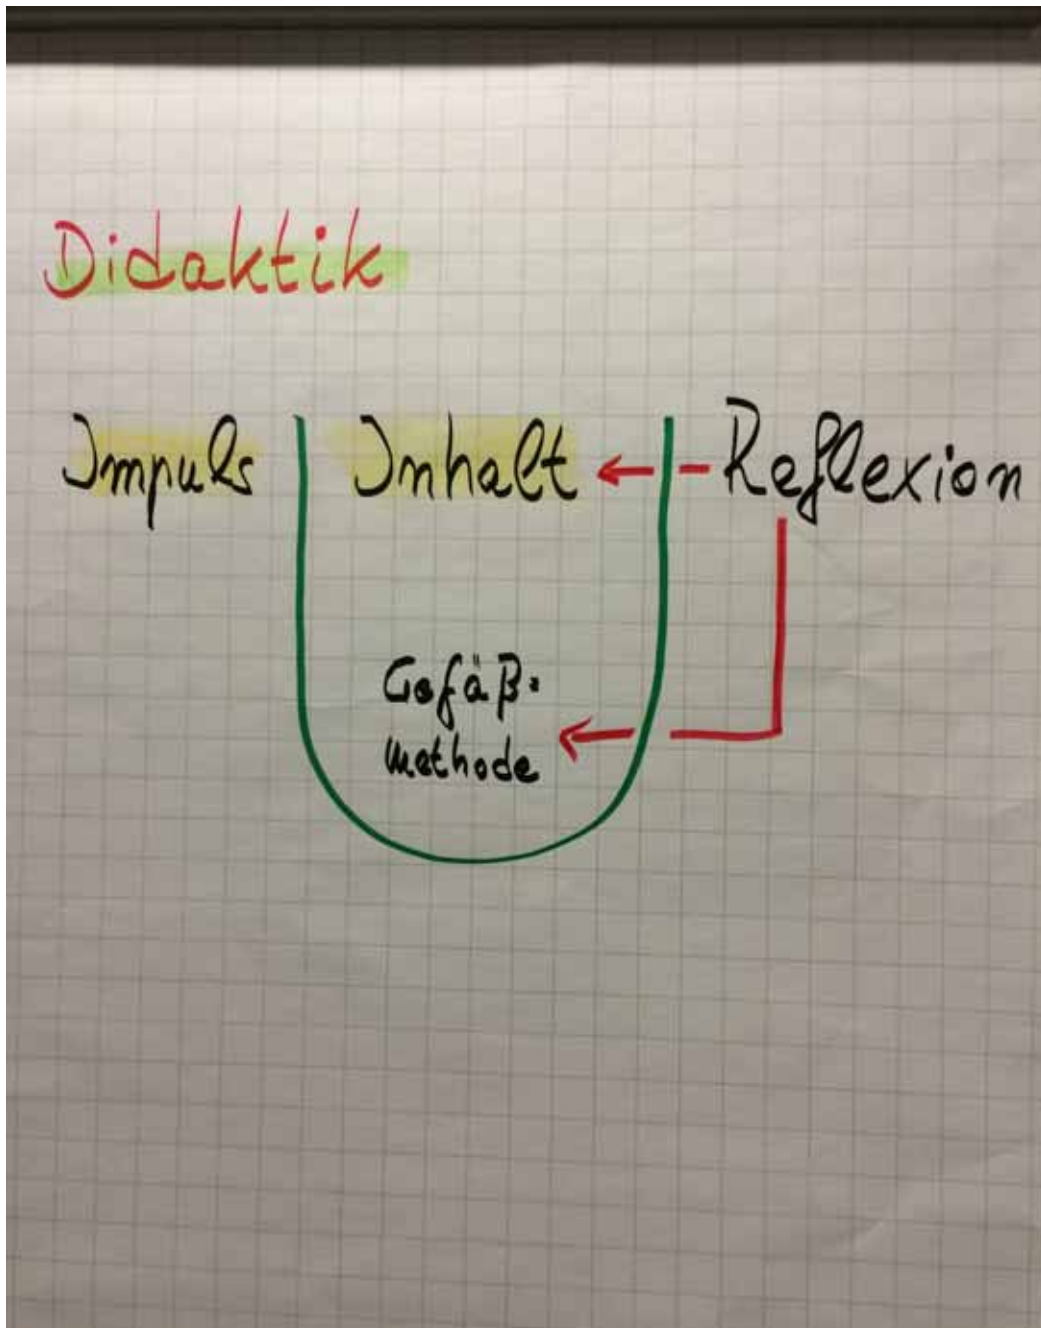 Didaktik
Impuls Inhalt Reflexion
Gefäß-
methode